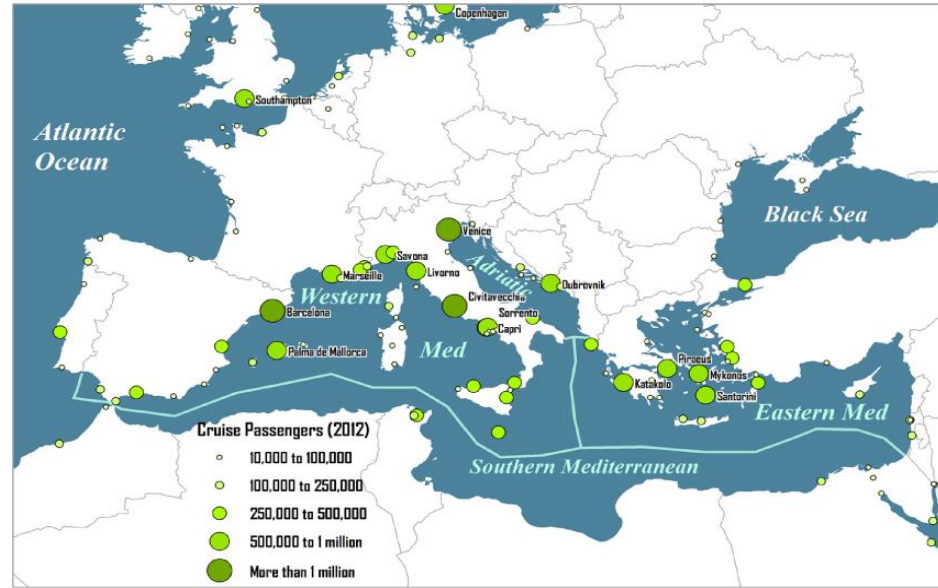 Copenhagen
Southampton
Atlantic
Ocean
Black Sea
Venice
Savona
Adriatic
Marseille
Livorno
Dubrovnik
Western
Civitavecchia
Barcelona
Sorrento
Capri
Palma de Mallorca
Med
Piraeus
Katakolo
Mykonos
Santorini
Eastern Med
Southern Mediterranean
Cruise Passengers (2012)
10,000 to 100,000
100,000 to 250,000
250,000 to 500,000
500,000 to 1 million
More than 1 million